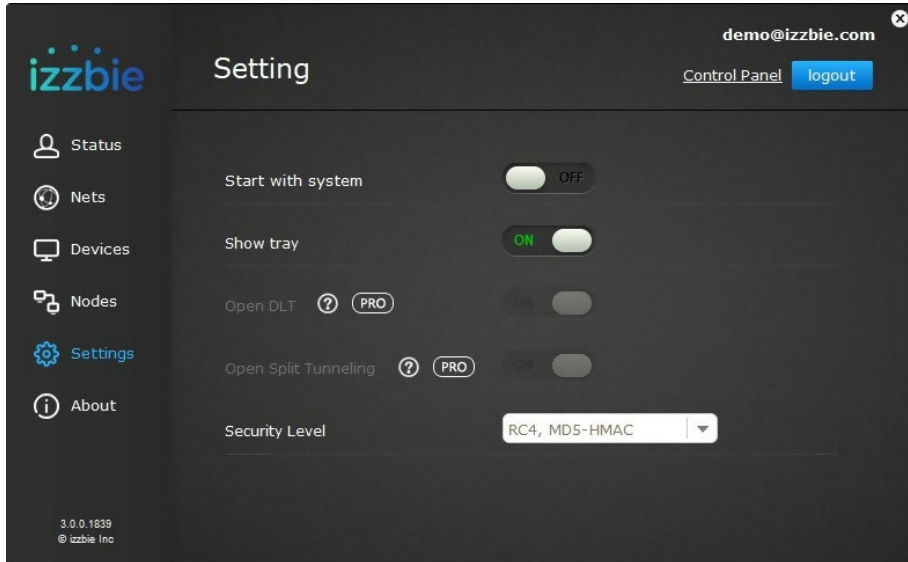 demo@izzbie.com
izzbie
Setting
Control Panel logout
Status
Nets
Devices
Nodes
Settings
About
Start with system OFF
Show tray ON
Open DLT ? PRO
Open Split Tunneling ? PRO
Security Level RC4, MD5-HMAC
3.0.0.1839
© izzbie Inc